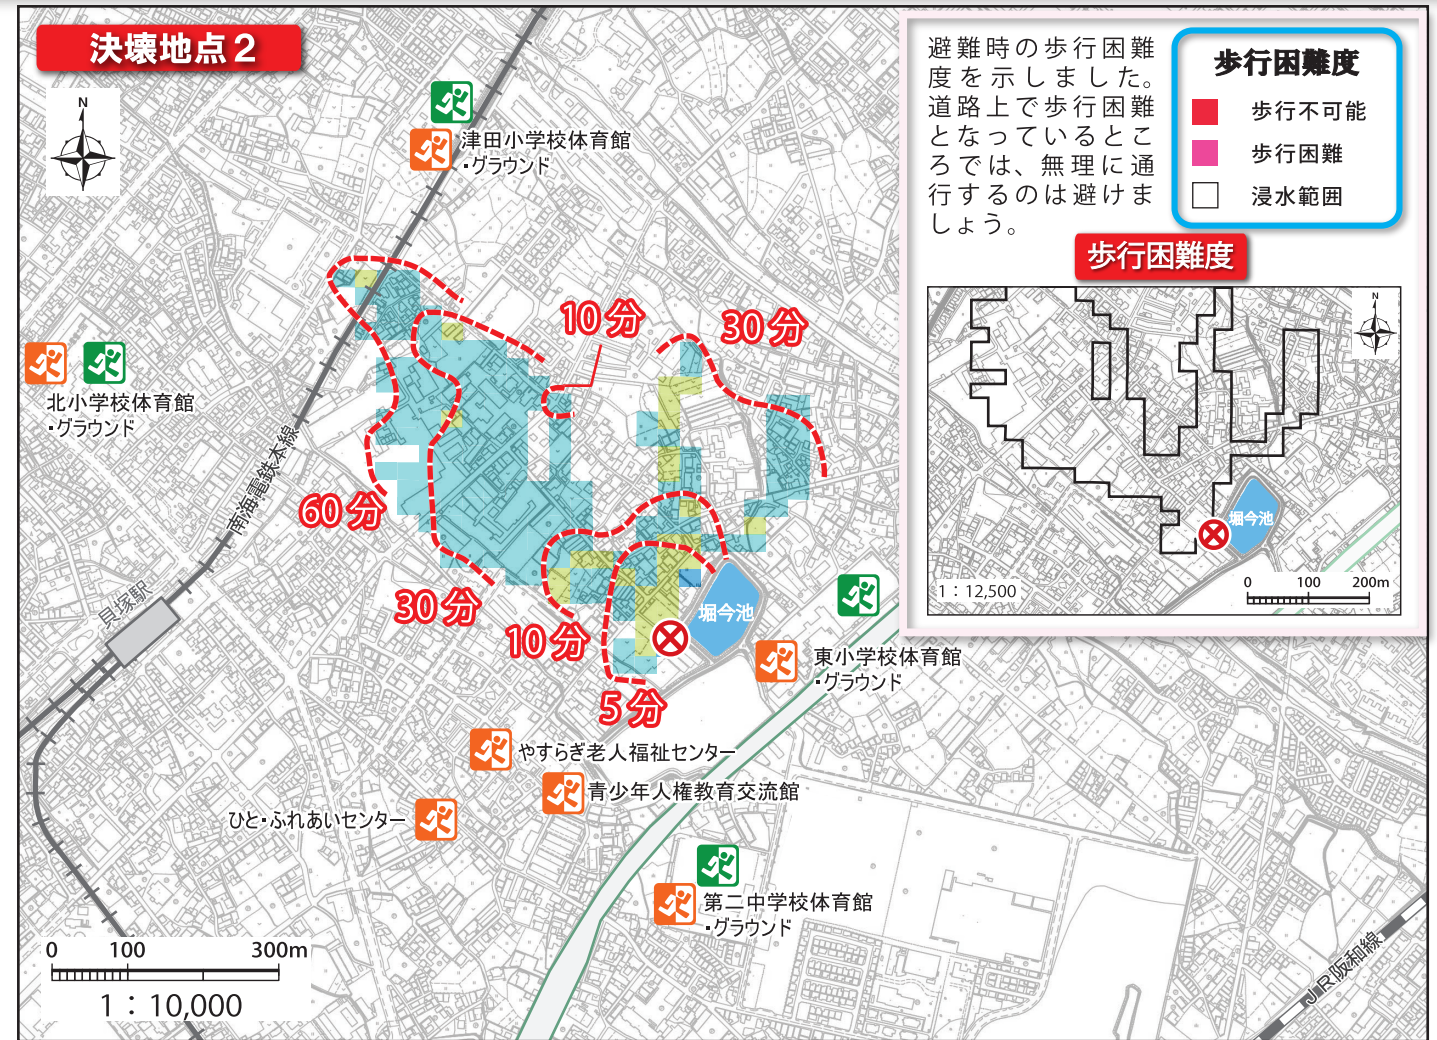 決壊地点2
N
津田小学校体育館
・グラウンド
北小学校体育館
・グラウンド
南海電鉄本線
貝塚駅
10分
30分
60分
30分
10分
5分
堀今池
東小学校体育館
・グラウンド
やすらぎ老人福祉センター
青少年人権教育交流館
ひと・ふれあいセンター
第二中学校体育館
・グラウンド
JR阪和線
0 100 300m
1：10,000
避難時の歩行困難
度を示しました。
道路上で歩行困難
となっているとこ
ろでは、無理に通
行するのは避けま
しょう。
歩行困難度
歩行不可能
歩行困難
浸水範囲
歩行困難度
N
堀今池
1：12,500
0 100 200m